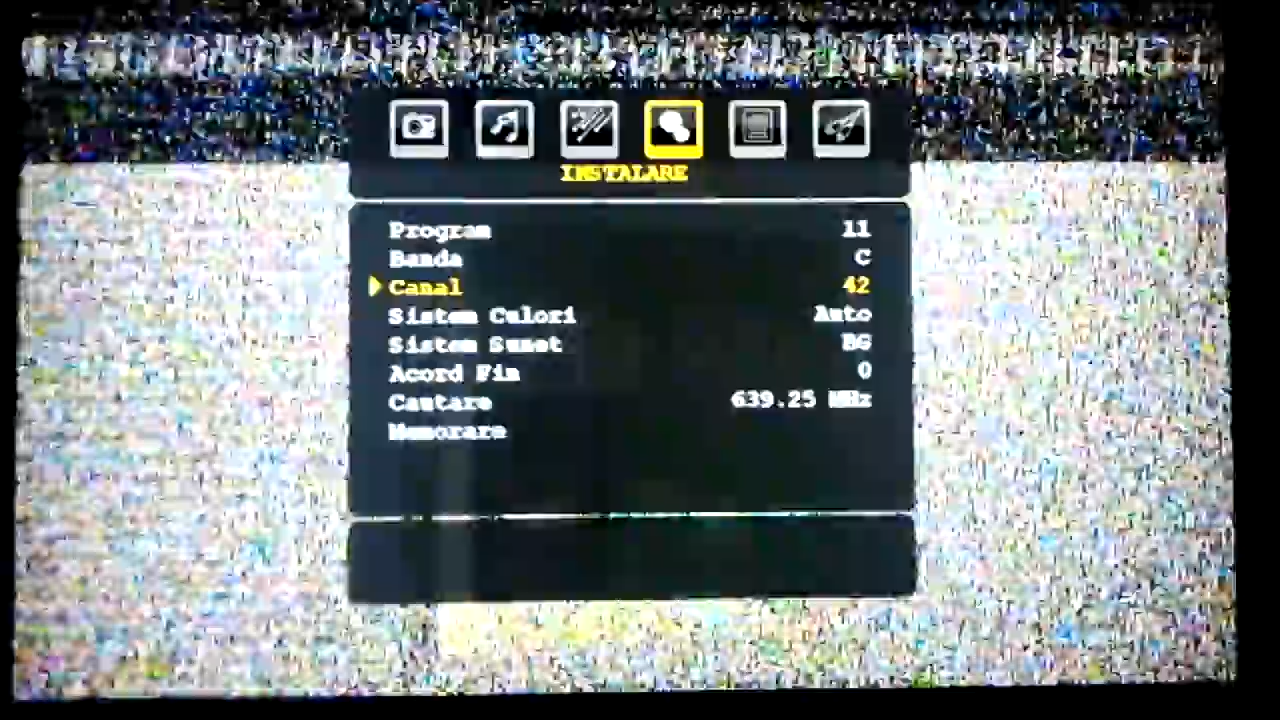 INSTALARE
Program 11
Banda C
Canal 42
Sistem Culori Auto
Sistem Sunet BG
Acord Fin 0
Cautare 639.25 MHz
Memorare